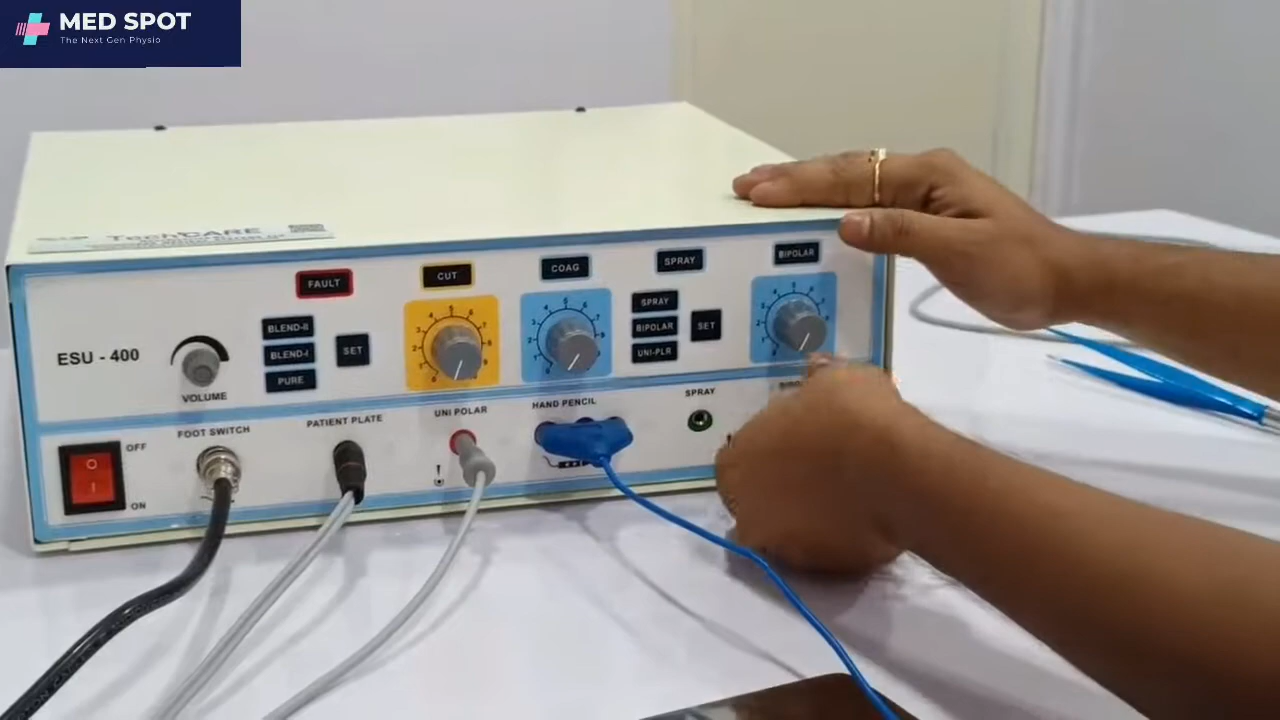 MED SPOT
The Next Gen Physio
TechCARE
FAULT
CUT
COAG
SPRAY
BIPOLAR
BLEND-II
BLEND-I
PURE
SET
SPRAY
BIPOLAR
UNI-PLR
SET
ESU - 400
VOLUME
FOOT SWITCH
PATIENT PLATE
UNI POLAR
HAND PENCIL
SPRAY
OFF
ON